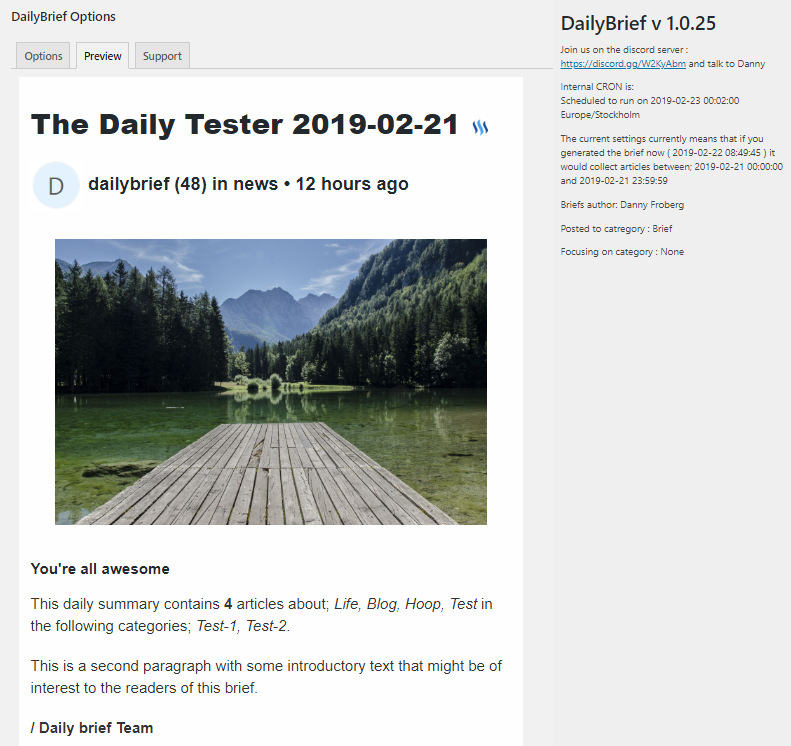 DailyBrief Options
Options
Preview
Support
The Daily Tester 2019-02-21
D
dailybrief (48) in news • 12 hours ago
You're all awesome
This daily summary contains 4 articles about; Life, Blog, Hoop, Test in
the following categories; Test-1, Test-2.
This is a second paragraph with some introductory text that might be of
interest to the readers of this brief.
/ Daily brief Team
DailyBrief v 1.0.25
Join us on the discord server :
https://discord.gg/W2KyAbm and talk to Danny
Internal CRON is:
Scheduled to run on 2019-02-23 00:02:00
Europe/Stockholm
The current settings currently means that if you
generated the brief now ( 2019-02-22 08:49:45 ) it
would collect articles between; 2019-02-21 00:00:00
and 2019-02-21 23:59:59
Briefs author: Danny Froberg
Posted to catregory : Brief
Focusing on category : None